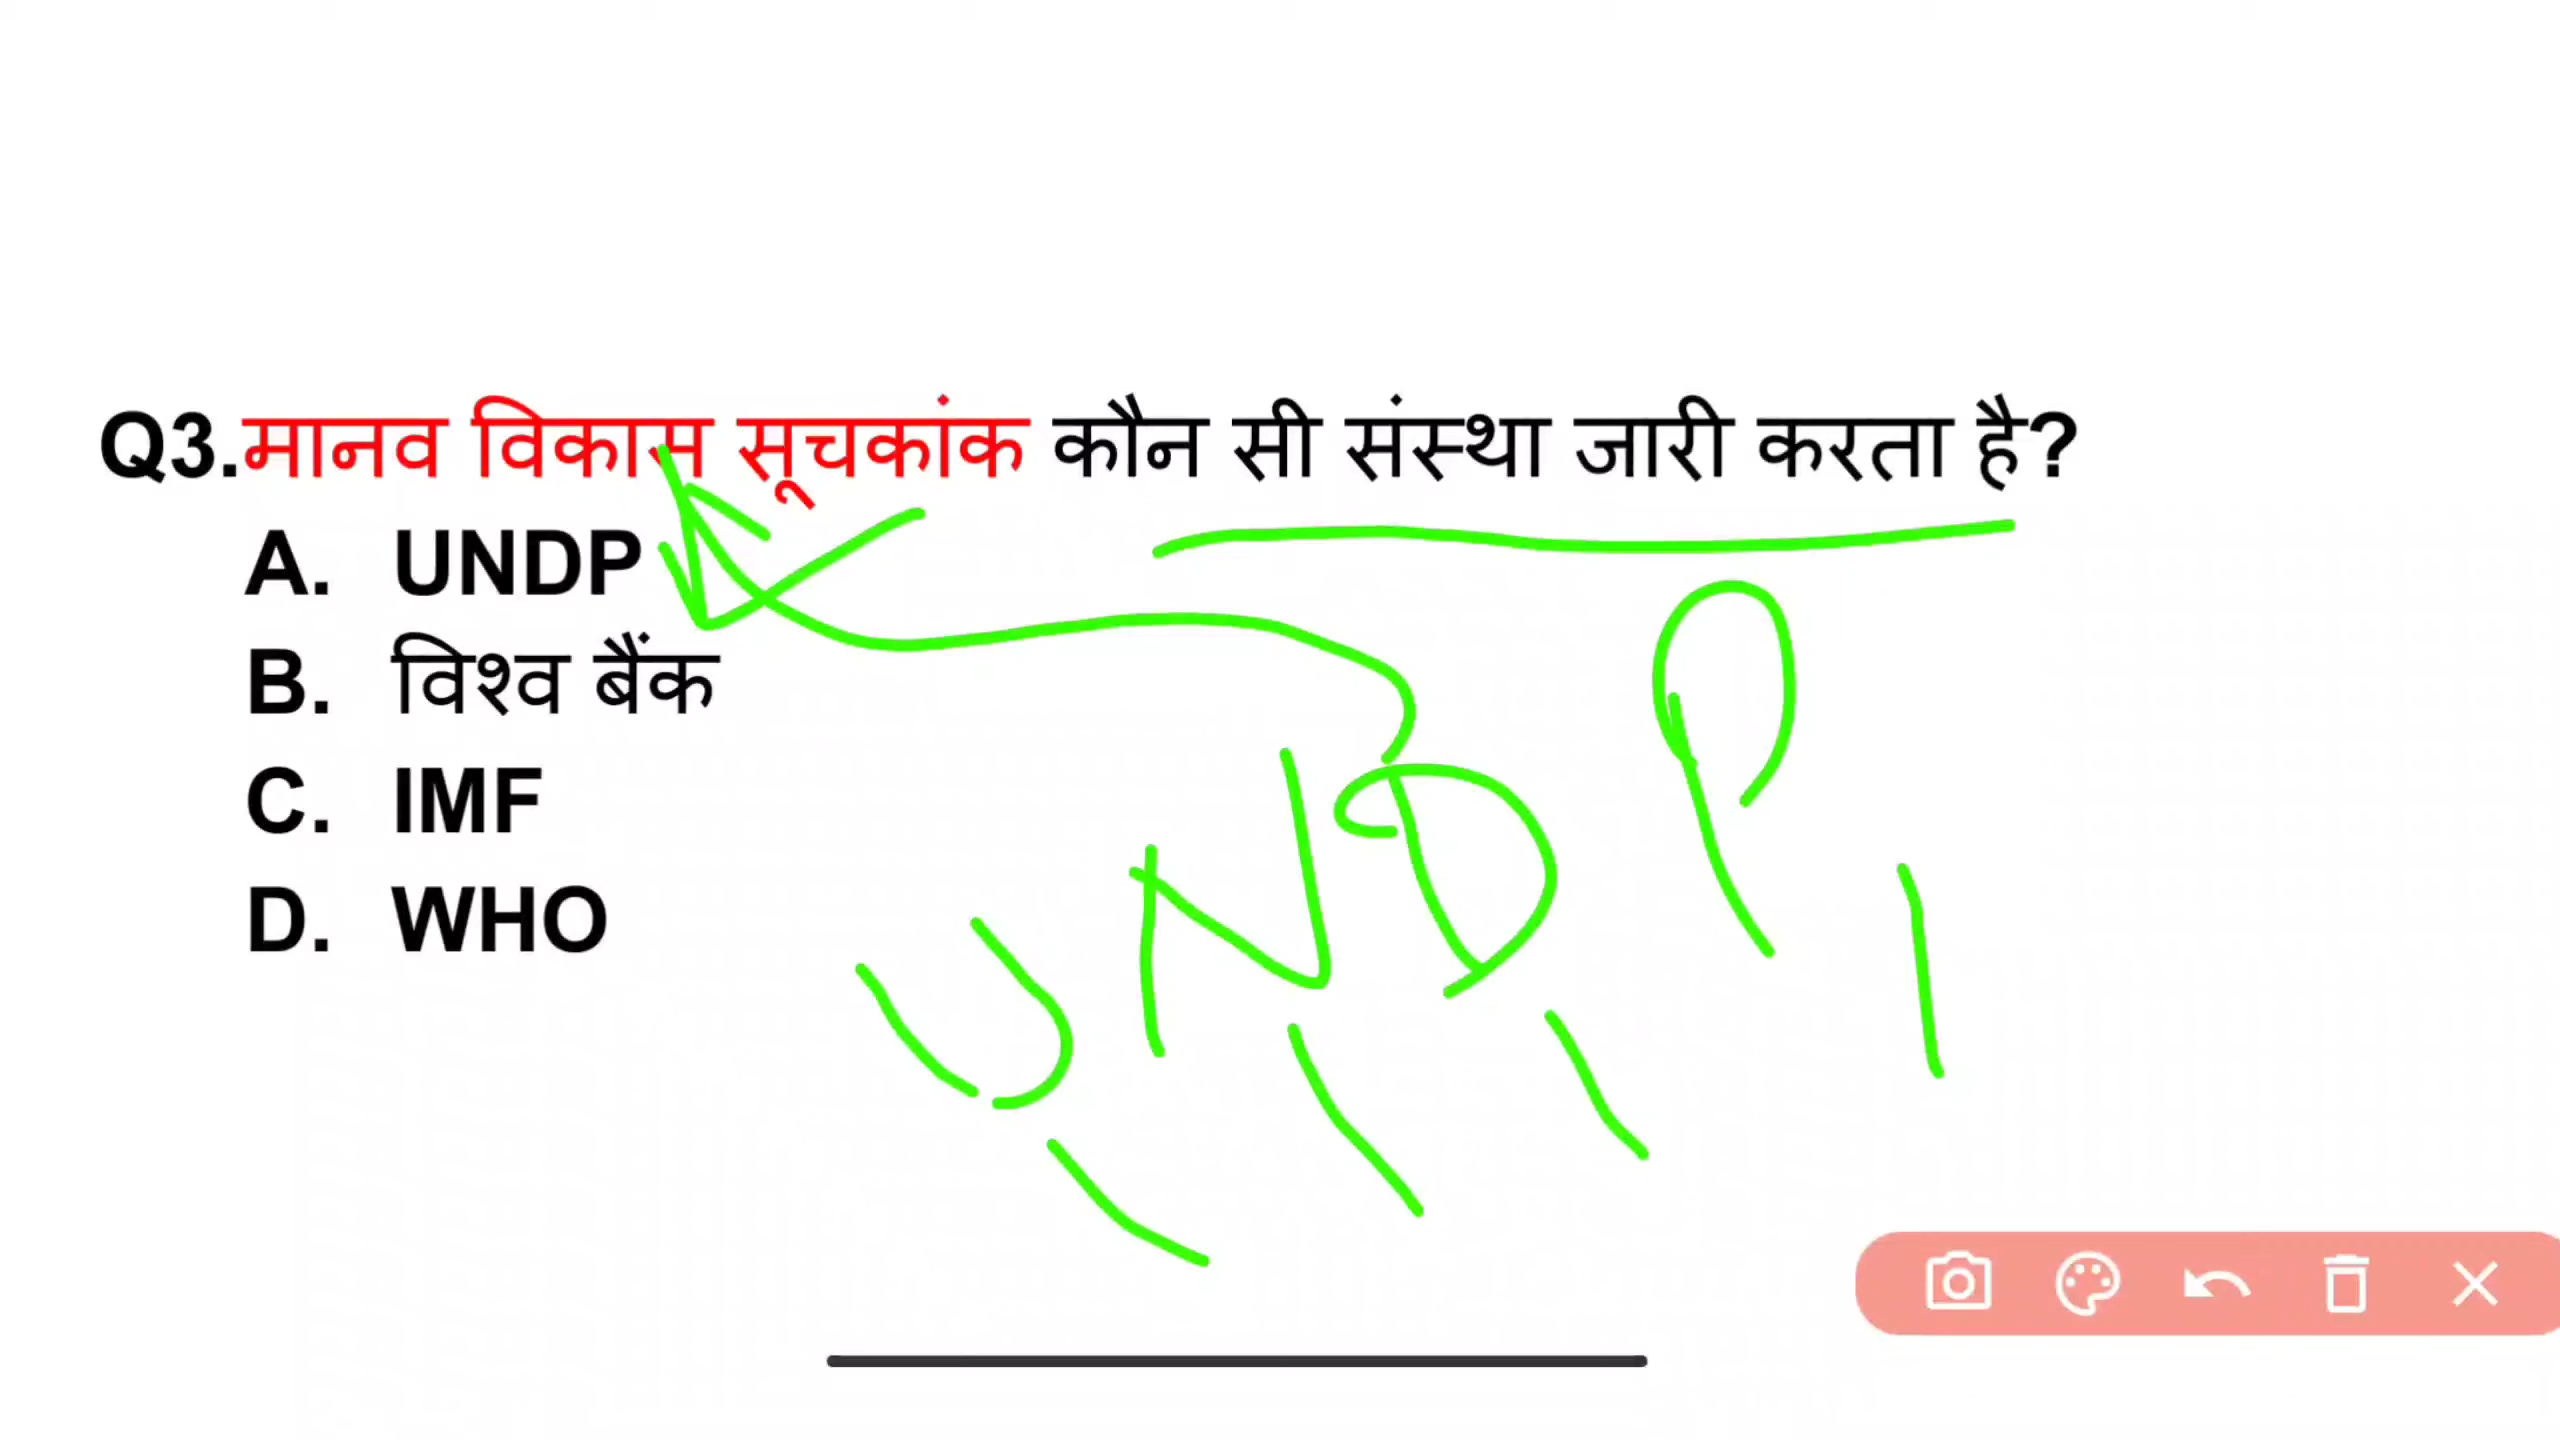 Q3.मानव विकास सूचकांक कौन सी संस्था जारी करता है?
A. UNDP
B. विश्व बैंक
C. IMF
D. WHO
UNDP